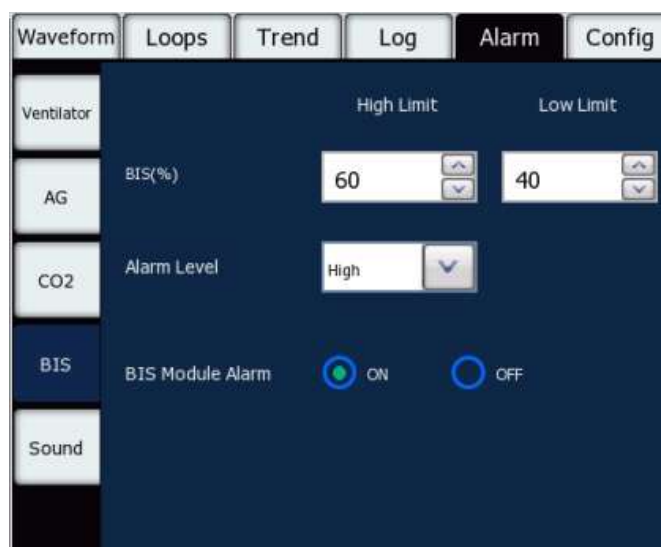 Waveform Loops Trend Log Alarm Config
Ventilator
High Limit Low Limit
AG
BIS(%) 60 40
CO2
Alarm Level High
BIS
BIS Module Alarm ON OFF
Sound